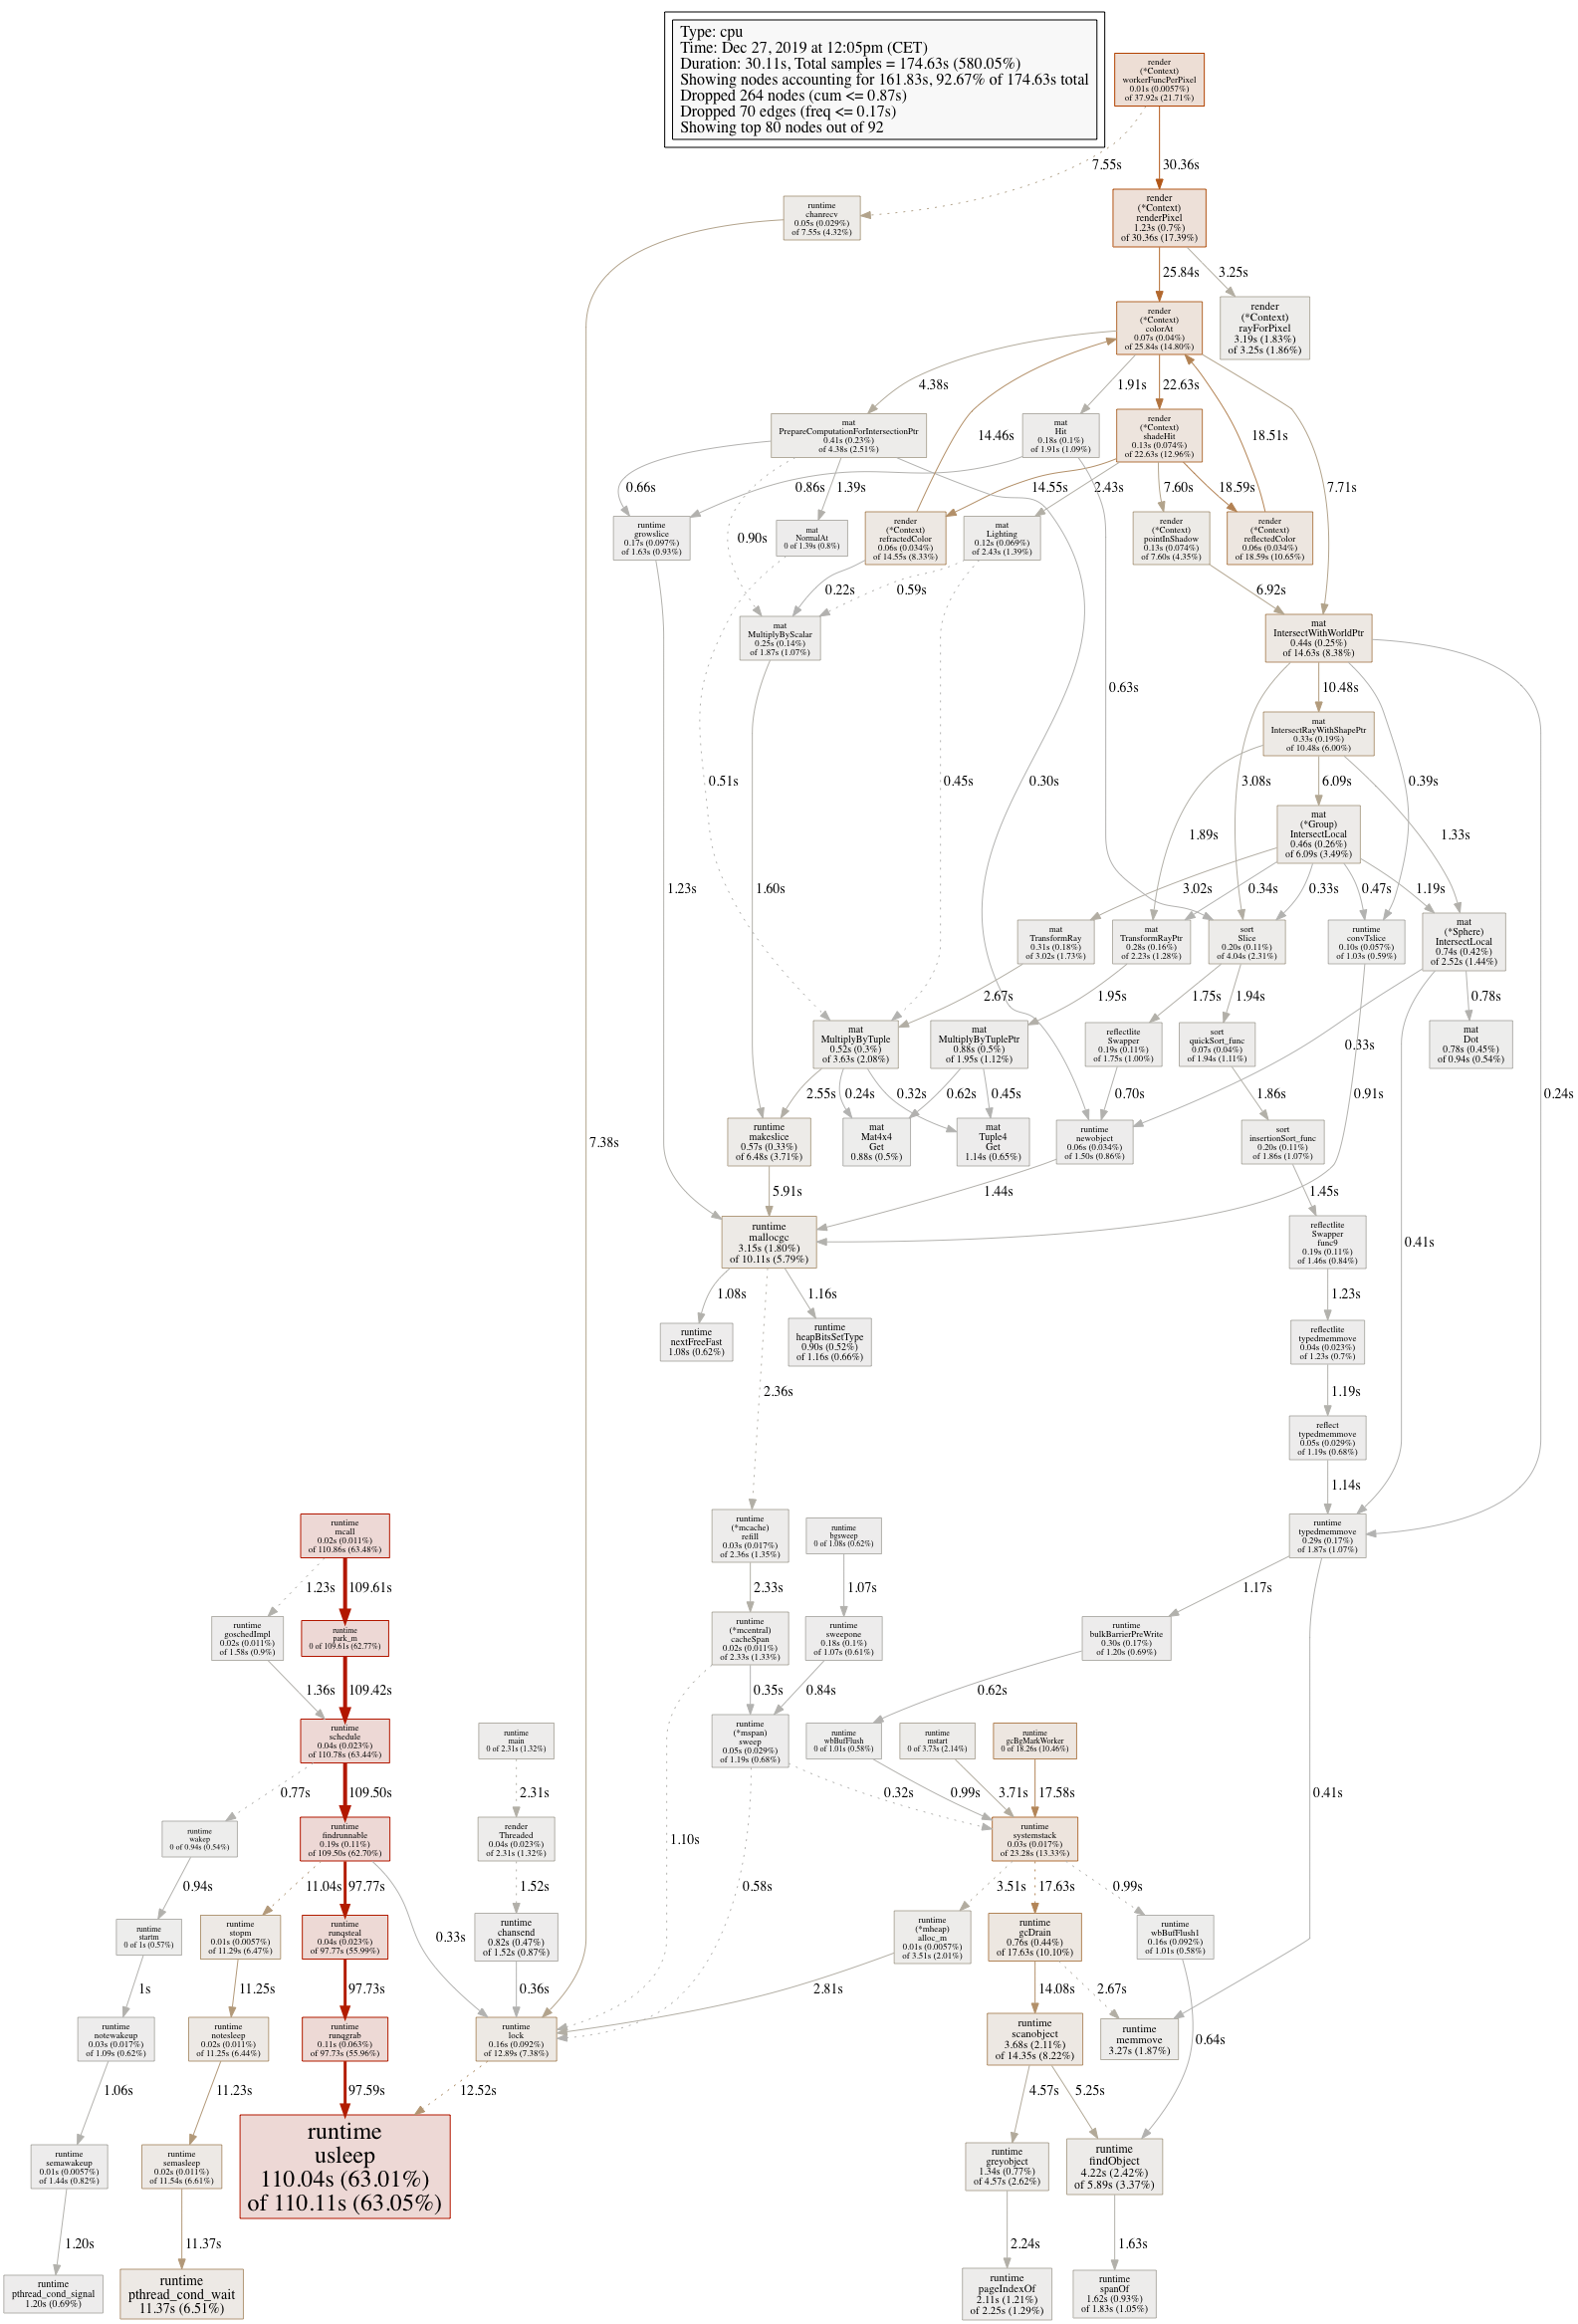 Type: cpu
Time: Dec 27, 2019 at 12:05pm (CET)
Duration: 30.11s, Total samples = 174.63s (580.05%)
Showing nodes accounting for 161.83s, 92.67% of 174.63s total
Dropped 264 nodes (cum <= 0.87s)
Dropped 70 edges (freq <= 0.17s)
Showing top 80 nodes out of 92
render
(*Context)
workerFuncPerPixel
0.01s (0.0057%)
of 37.92s (21.71%)
7.55s
30.36s
runtime
chanrecv
0.05s (0.029%)
of 7.55s (4.32%)
render
(*Context)
renderPixel
1.23s (0.7%)
of 30.36s (17.39%)
25.84s
3.25s
render
(*Context)
colorAt
0.07s (0.04%)
of 25.84s (14.80%)
render
(*Context)
rayForPixel
3.19s (1.83%)
of 3.25s (1.86%)
4.38s
1.91s
22.63s
mat
PrepareComputationForIntersectionPtr
0.41s (0.23%)
of 4.38s (2.51%)
14.46s
mat
Hit
0.18s (0.1%)
of 1.91s (1.09%)
render
(*Context)
shadeHit
0.13s (0.074%)
of 22.63s (12.96%)
18.51s
0.66s
0.86s
1.39s
14.55s
2.43s
7.60s
18.59s
7.71s
runtime
growslice
0.17s (0.097%)
of 1.63s (0.93%)
0.90s
mat
NormalAt
0 of 1.39s (0.8%)
render
(*Context)
refractedColor
0.06s (0.034%)
of 14.55s (8.33%)
mat
Lighting
0.12s (0.069%)
of 2.43s (1.39%)
render
(*Context)
pointInShadow
0.13s (0.074%)
of 7.60s (4.35%)
render
(*Context)
reflectedColor
0.06s (0.034%)
of 18.59s (10.65%)
0.22s
0.59s
6.92s
mat
MultiplyByScalar
0.25s (0.14%)
of 1.87s (1.07%)
mat
IntersectWithWorldPtr
0.44s (0.25%)
of 14.63s (8.38%)
0.63s
10.48s
mat
IntersectRayWithShapePtr
0.33s (0.19%)
of 10.48s (6.00%)
0.51s
0.45s
0.30s
3.08s
6.09s
0.39s
mat
(*Group)
IntersectLocal
0.46s (0.26%)
of 6.09s (3.49%)
1.89s
1.33s
1.23s
1.60s
3.02s
0.34s
0.33s
0.47s
1.19s
mat
TransformRay
0.31s (0.18%)
of 3.02s (1.73%)
mat
TransformRayPtr
0.28s (0.16%)
of 2.23s (1.28%)
sort
Slice
0.20s (0.11%)
of 4.04s (2.31%)
runtime
convTslice
0.10s (0.057%)
of 1.03s (0.59%)
mat
(*Sphere)
IntersectLocal
0.74s (0.42%)
of 2.52s (1.44%)
2.67s
1.95s
1.75s
1.94s
0.78s
mat
MultiplyByTuple
0.52s (0.3%)
of 3.63s (2.08%)
mat
MultiplyByTuplePtr
0.88s (0.5%)
of 1.95s (1.12%)
reflectlite
Swapper
0.19s (0.11%)
of 1.75s (1.00%)
sort
quickSort_func
0.07s (0.04%)
of 1.94s (1.11%)
0.33s
mat
Dot
0.78s (0.45%)
of 0.94s (0.54%)
2.55s
0.24s
0.32s
0.62s
0.45s
0.70s
1.86s
0.91s
0.24s
7.38s
runtime
makeslice
0.57s (0.33%)
of 6.48s (3.71%)
mat
Mat4x4
Get
0.88s (0.5%)
mat
Tuple4
Get
1.14s (0.65%)
runtime
newobject
0.06s (0.034%)
of 1.50s (0.86%)
sort
insertionSort_func
0.20s (0.11%)
of 1.86s (1.07%)
5.91s
1.44s
1.45s
runtime
mallocgc
3.15s (1.80%)
of 10.11s (5.79%)
reflectlite
Swapper
func9
0.19s (0.11%)
of 1.46s (0.84%)
0.41s
1.08s
1.16s
1.23s
runtime
nextFreeFast
1.08s (0.62%)
runtime
heapBitsSetType
0.90s (0.52%)
of 1.16s (0.66%)
reflectlite
typedmemmove
0.04s (0.023%)
of 1.23s (0.7%)
2.36s
1.19s
reflect
typedmemmove
0.05s (0.029%)
of 1.19s (0.68%)
1.14s
runtime
mcall
0.02s (0.011%)
of 110.86s (63.48%)
runtime
(*mcache)
refill
0.03s (0.017%)
of 2.36s (1.35%)
runtime
bgsweep
0 of 1.08s (0.62%)
runtime
typedmemmove
0.29s (0.17%)
of 1.87s (1.07%)
1.23s
109.61s
2.33s
1.07s
1.17s
runtime
goschedImpl
0.02s (0.011%)
of 1.58s (0.9%)
runtime
park_m
0 of 109.61s (62.77%)
runtime
(*mcentral)
cacheSpan
0.02s (0.011%)
of 2.33s (1.33%)
runtime
sweepone
0.18s (0.1%)
of 1.07s (0.61%)
runtime
bulkBarrierPreWrite
0.30s (0.17%)
of 1.20s (0.69%)
1.36s
109.42s
0.35s
0.84s
0.62s
runtime
schedule
0.04s (0.023%)
of 110.78s (63.44%)
runtime
main
0 of 2.31s (1.32%)
runtime
(*mspan)
sweep
0.05s (0.029%)
of 1.19s (0.68%)
runtime
wbBufFlush
0 of 1.01s (0.58%)
runtime
mstart
0 of 3.73s (2.14%)
runtime
gcBgMarkWorker
0 of 18.26s (10.46%)
0.77s
109.50s
2.31s
0.32s
0.99s
3.71s
17.58s
0.41s
runtime
wakep
0 of 0.94s (0.54%)
runtime
findrunnable
0.19s (0.11%)
of 109.50s (62.70%)
render
Threaded
0.04s (0.023%)
of 2.31s (1.32%)
1.10s
runtime
systemstack
0.03s (0.017%)
of 23.28s (13.33%)
0.94s
11.04s
97.77s
1.52s
0.58s
3.51s
17.63s
0.99s
runtime
startm
0 of 1s (0.57%)
runtime
stopm
0.01s (0.0057%)
of 11.29s (6.47%)
runtime
runqsteal
0.04s (0.023%)
of 97.77s (55.99%)
0.33s
runtime
chansend
0.82s (0.47%)
of 1.52s (0.87%)
runtime
(*mheap)
alloc_m
0.01s (0.0057%)
of 3.51s (2.01%)
runtime
gcDrain
0.76s (0.44%)
of 17.63s (10.10%)
runtime
wbBufFlush1
0.16s (0.092%)
of 1.01s (0.58%)
1s
11.25s
97.73s
0.36s
2.81s
14.08s
2.67s
runtime
notewakeup
0.03s (0.017%)
of 1.09s (0.62%)
runtime
notesleep
0.02s (0.011%)
of 11.25s (6.44%)
runtime
runqgrab
0.11s (0.063%)
of 97.73s (55.96%)
runtime
lock
0.16s (0.092%)
of 12.89s (7.38%)
runtime
scanobject
3.68s (2.11%)
of 14.35s (8.22%)
runtime
memmove
3.27s (1.87%)
0.64s
1.06s
11.23s
97.59s
12.52s
4.57s
5.25s
runtime
semawakeup
0.01s (0.0057%)
of 1.44s (0.82%)
runtime
semasleep
0.02s (0.011%)
of 11.54s (6.61%)
runtime
usleep
110.04s (63.01%)
of 110.11s (63.05%)
runtime
greyobject
1.34s (0.77%)
of 4.57s (2.62%)
runtime
findObject
4.22s (2.42%)
of 5.89s (3.37%)
1.20s
11.37s
2.24s
1.63s
runtime
pthread_cond_signal
1.20s (0.69%)
runtime
pthread_cond_wait
11.37s (6.51%)
runtime
pageIndexOf
2.11s (1.21%)
of 2.25s (1.29%)
runtime
spanOf
1.62s (0.93%)
of 1.83s (1.05%)